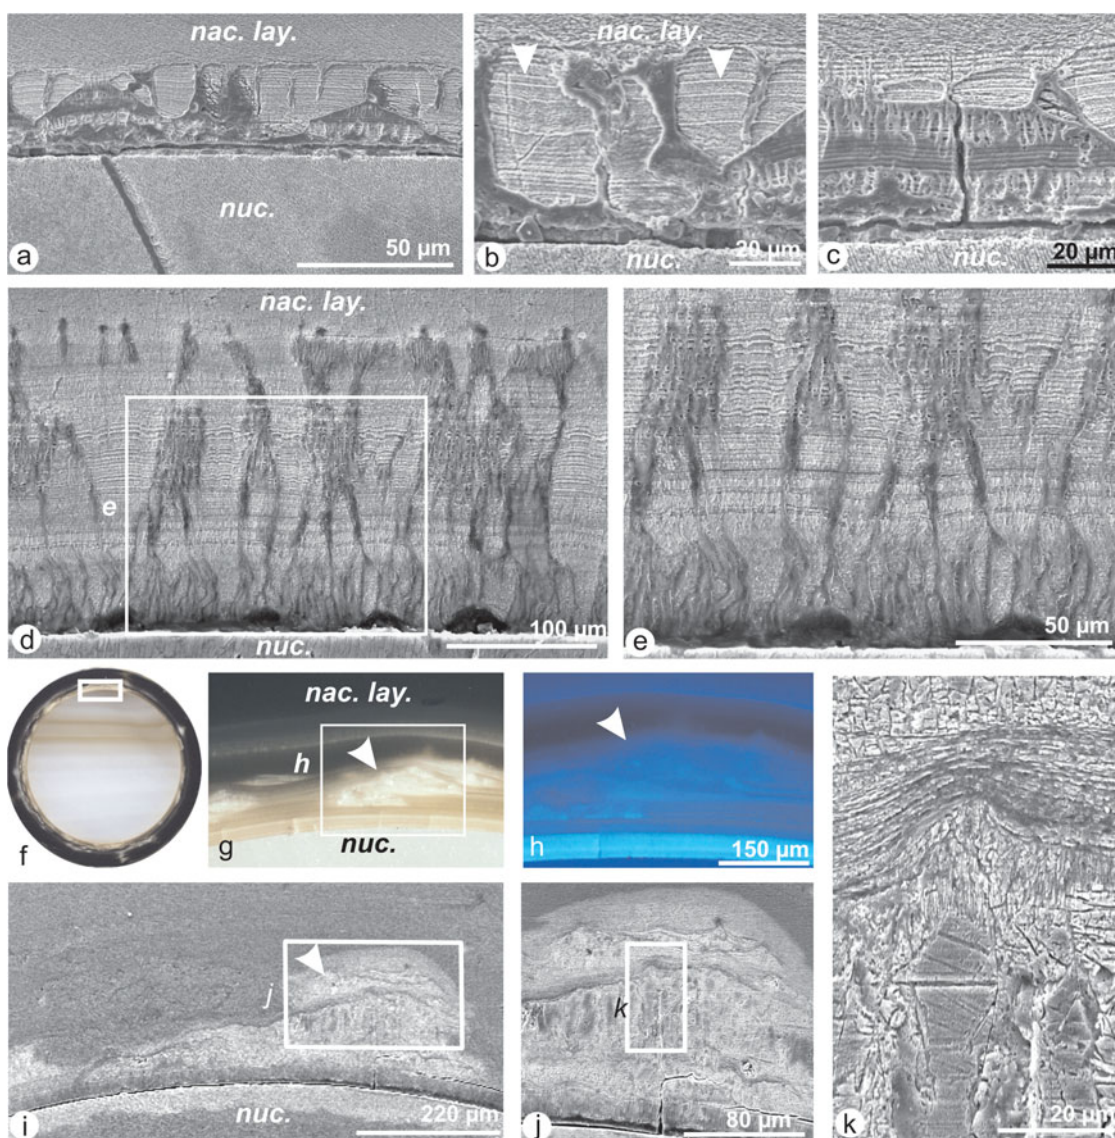 nac. lay.
nuc.
50 µm
a
nac. lay.
nuc.
20 µm
b
nuc.
20 µm
c
nac. lay.
e
nuc.
100 µm
d
50 µm
e
f
nac. lay.
h
nuc.
g
150 µm
h
j
nuc.
220 µm
i
k
80 µm
j
20 µm
k